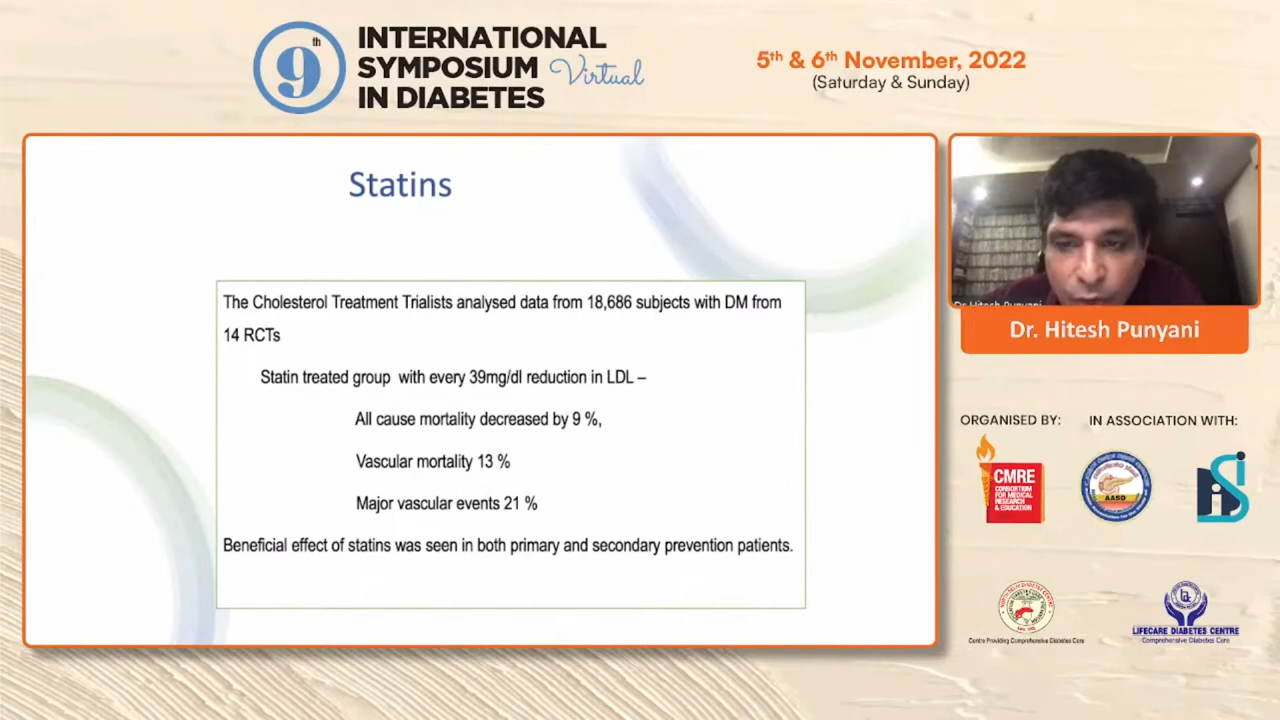 9th
INTERNATIONAL
SYMPOSIUM Virtual
IN DIABETES
5th & 6th November, 2022
(Saturday & Sunday)
Statins
The Cholesterol Treatment Trialists analysed data from 18,686 subjects with DM from
14 RCTs
Statin treated group with every 39mg/dl reduction in LDL –
All cause mortality decreased by 9 %,
Vascular mortality 13 %
Major vascular events 21 %
Beneficial effect of statins was seen in both primary and secondary prevention patients.
Dr Hitesh Punyani
Dr. Hitesh Punyani
ORGANISED BY:
IN ASSOCIATION WITH:
CMRE
CONSORTIUM
FOR MEDICAL
RESEARCH
& EDUCATION
AASD
Centre Providing Comprehensive Diabetes Care
LIFECARE DIABETES CENTRE
Comprehensive Diabetes Care